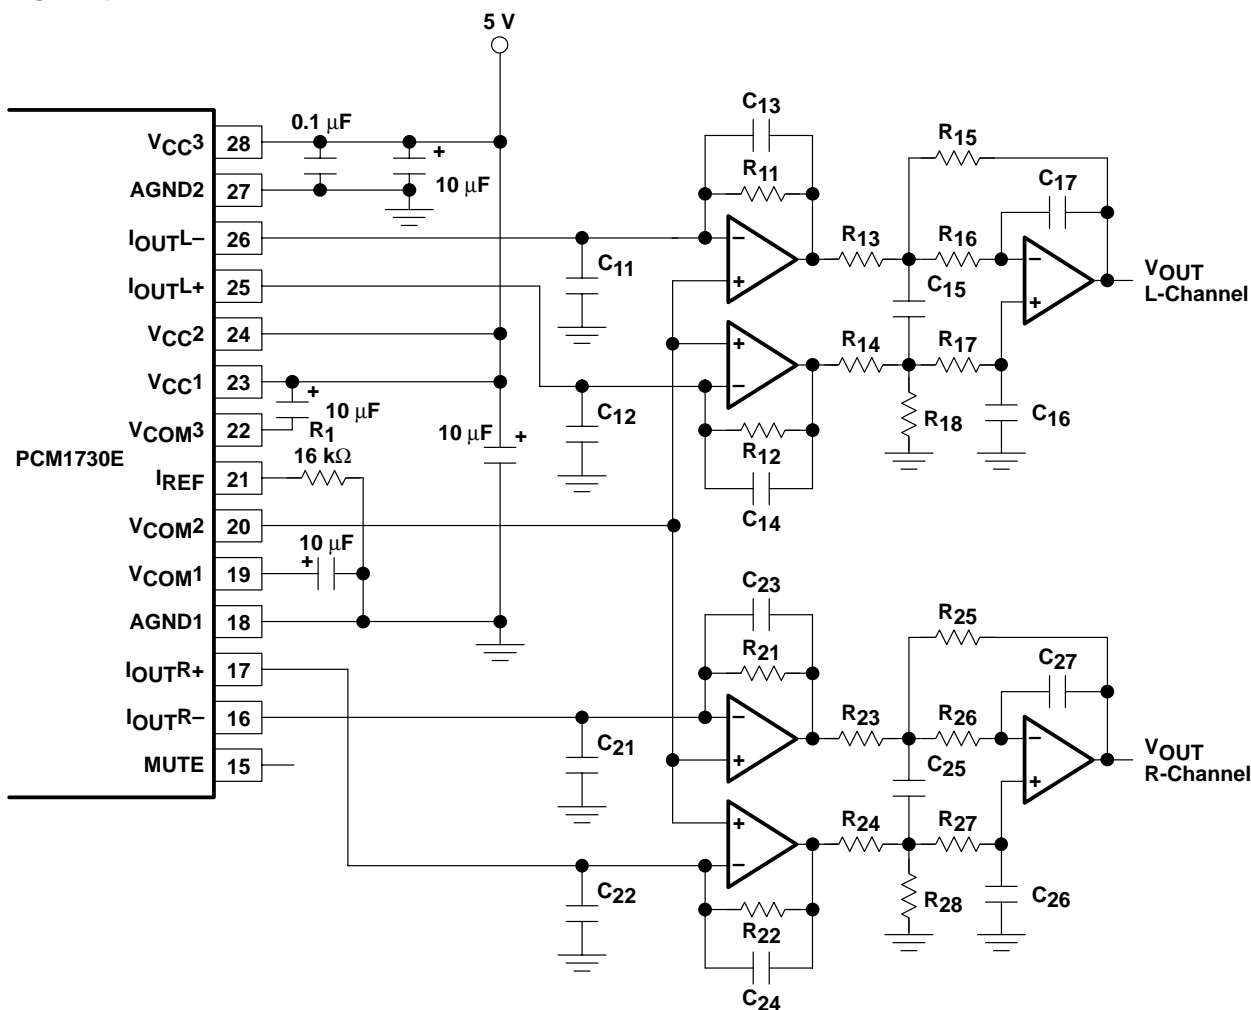 5 V
0.1 μF
+
10 μF
VCC3 28
AGND2 27
IOUTL– 26
IOUTL+ 25
VCC2 24
VCC1 23
+
10 μF
VCOM3 22
R1
16 kΩ
PCM1730E
IREF 21
VCOM2 20
10 μF
+
VCOM1 19
AGND1 18
IOUTR+ 17
IOUTR– 16
MUTE 15
10 μF
+
C11
C12
C13
R11
–
+
+
–
R12
C14
R13
R14
R15
C17
R16
C15
R17
R18
C16
–
+
VOUT
L-Channel
C21
C22
C23
R21
–
+
+
–
R22
C24
R23
R24
R25
C27
R26
C25
R27
R28
C26
–
+
VOUT
R-Channel